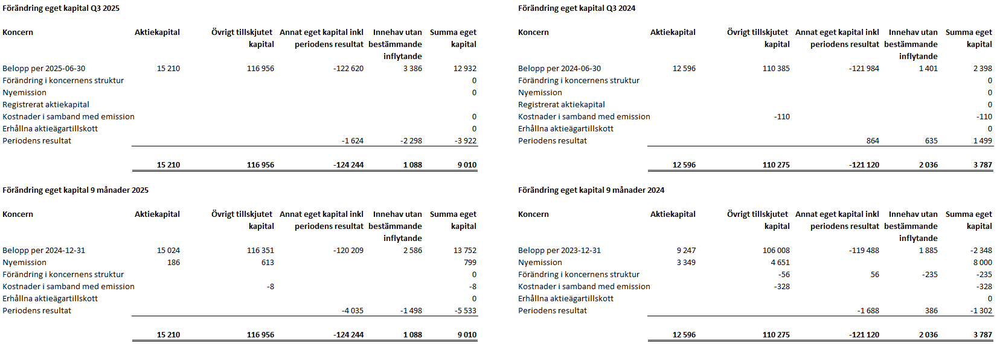 Förändring eget kapital Q3 2025
Koncern Aktiekapital Övrigt tillskjutet Annat eget kapital inkl Innehav utan Summa eget
kapital periodens resultat bestämmande kapital
inflytande
Belopp per 2025-06-30 15 210 116 956 -122 620 3 386 12 932
Förändring i koncernens struktur 0
Nyemission 0
Registrerat aktiekapital
Kostnader i samband med emission 0
Erhållna aktieägartillskott 0
Periodens resultat -1 624 -2 298 -3 922
15 210 116 956 -124 244 1 088 9 010
Förändring eget kapital Q3 2024
Koncern Aktiekapital Övrigt tillskjutet Annat eget kapital inkl Innehav utan Summa eget
kapital periodens resultat bestämmande kapital
inflytande
Belopp per 2024-06-30 12 596 110 385 -121 984 1 401 2 398
Förändring i koncernens struktur 0
Nyemission 0
Registrerat aktiekapital 0
Kostnader i samband med emission -110 -110
Erhållna aktieägartillskott 0
Periodens resultat 864 635 1 499
12 596 110 275 -121 120 2 036 3 787
Förändring eget kapital 9 månader 2025
Koncern Aktiekapital Övrigt tillskjutet Annat eget kapital inkl Innehav utan Summa eget
kapital periodens resultat bestämmande kapital
inflytande
Belopp per 2024-12-31 15 024 116 351 -120 209 2 586 13 752
Nyemission 186 613 799
Förändring i koncernens struktur 0
Kostnader i samband med emission -8 -8
Erhållna aktieägartillskott 0
Periodens resultat -4 035 -1 498 -5 533
15 210 116 956 -124 244 1 088 9 010
Förändring eget kapital 9 månader 2024
Koncern Aktiekapital Övrigt tillskjutet Annat eget kapital inkl Innehav utan Summa eget
kapital periodens resultat bestämmande kapital
inflytande
Belopp per 2023-12-31 9 247 106 008 -119 488 1 885 -2 348
Nyemission 3 349 4 651 8 000
Förändring i koncernens struktur -56 56 -235 -235
Kostnader i samband med emission -328 -328
Erhållna aktieägartillskott 0
Periodens resultat -1 688 386 -1 302
12 596 110 275 -121 120 2 036 3 787